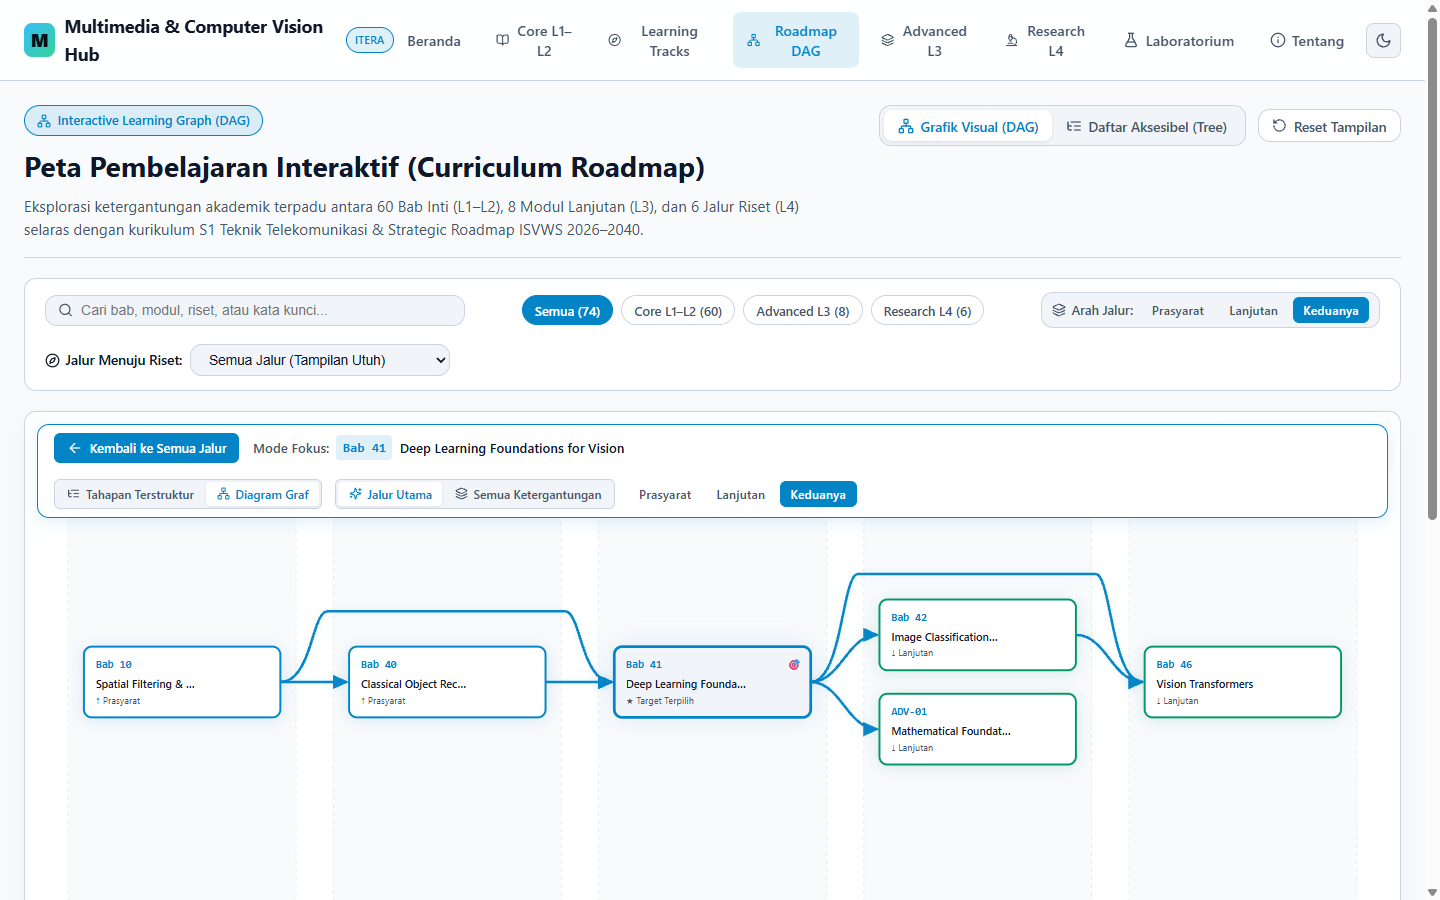 M Multimedia & Computer Vision Hub
ITERA
Beranda
Core L1–L2
Learning Tracks
Roadmap DAG
Advanced L3
Research L4
Laboratorium
Tentang
Interactive Learning Graph (DAG)
Grafik Visual (DAG)
Daftar Aksesibel (Tree)
Reset Tampilan
Peta Pembelajaran Interaktif (Curriculum Roadmap)
Eksplorasi ketergantungan akademik terpadu antara 60 Bab Inti (L1–L2), 8 Modul Lanjutan (L3), dan 6 Jalur Riset (L4)
selaras dengan kurikulum S1 Teknik Telekomunikasi & Strategic Roadmap ISVWS 2026–2040.
Cari bab, modul, riset, atau kata kunci...
Semua (74)
Core L1–L2 (60)
Advanced L3 (8)
Research L4 (6)
Arah Jalur:
Prasyarat
Lanjutan
Keduanya
Jalur Menuju Riset:
Semua Jalur (Tampilan Utuh)
← Kembali ke Semua Jalur
Mode Fokus:
Bab 41
Deep Learning Foundations for Vision
Tahapan Terstruktur
Diagram Graf
Jalur Utama
Semua Ketergantungan
Prasyarat
Lanjutan
Keduanya
Bab 10
Spatial Filtering & ...
↑ Prasyarat
Bab 40
Classical Object Rec...
↑ Prasyarat
Bab 41
Deep Learning Founda...
★ Target Terpilih
Bab 42
Image Classification...
↓ Lanjutan
ADV-01
Mathematical Foundat...
↓ Lanjutan
Bab 46
Vision Transformers
↓ Lanjutan